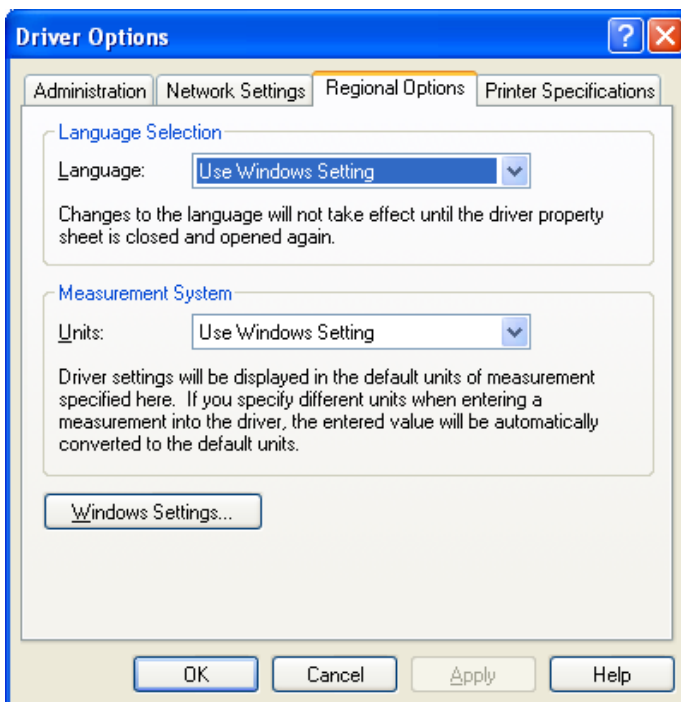 Driver Options
Administration Network Settings Regional Options Printer Specifications
Language Selection
Language: Use Windows Setting
Changes to the language will not take effect until the driver property
sheet is closed and opened again.
Measurement System
Units: Use Windows Setting
Driver settings will be displayed in the default units of measurement
specified here. If you specify different units when entering a
measurement into the driver, the entered value will be automatically
converted to the default units.
Windows Settings...
OK Cancel Apply Help